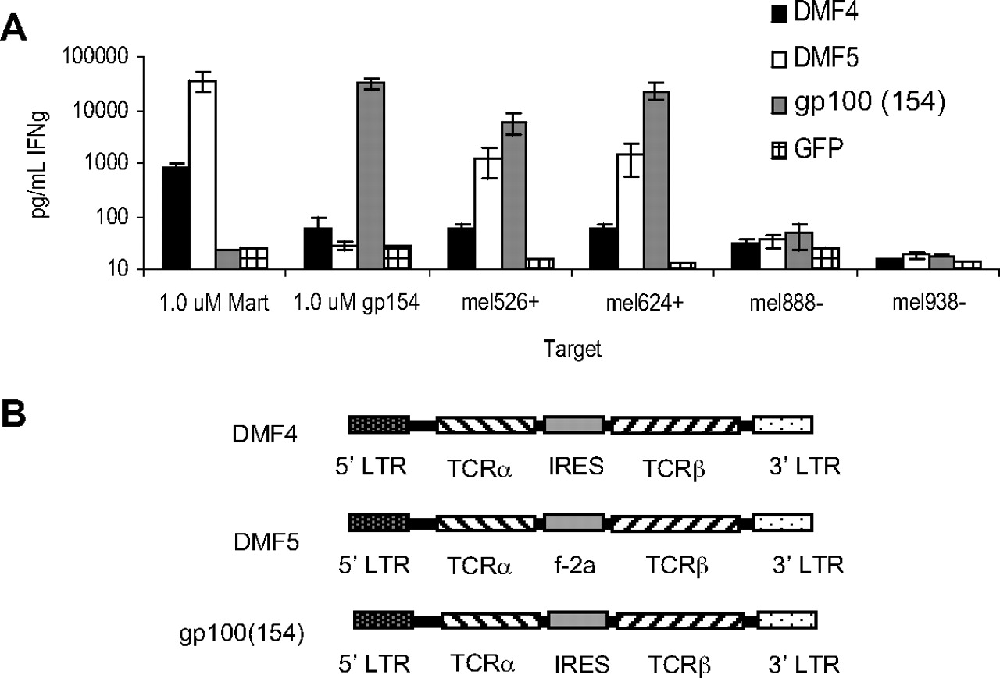 A
DMF4
DMF5
gp100 (154)
GFP
pg/mL IFNg
100000
10000
1000
100
10
1.0 uM Mart 1.0 uM gp154 mel526+ mel624+ mel888- mel938-
Target
B
DMF4
5’ LTR TCRα IRES TCRβ 3’ LTR
DMF5
5’ LTR TCRα f-2a TCRβ 3’ LTR
gp100(154)
5’ LTR TCRα IRES TCRβ 3’ LTR